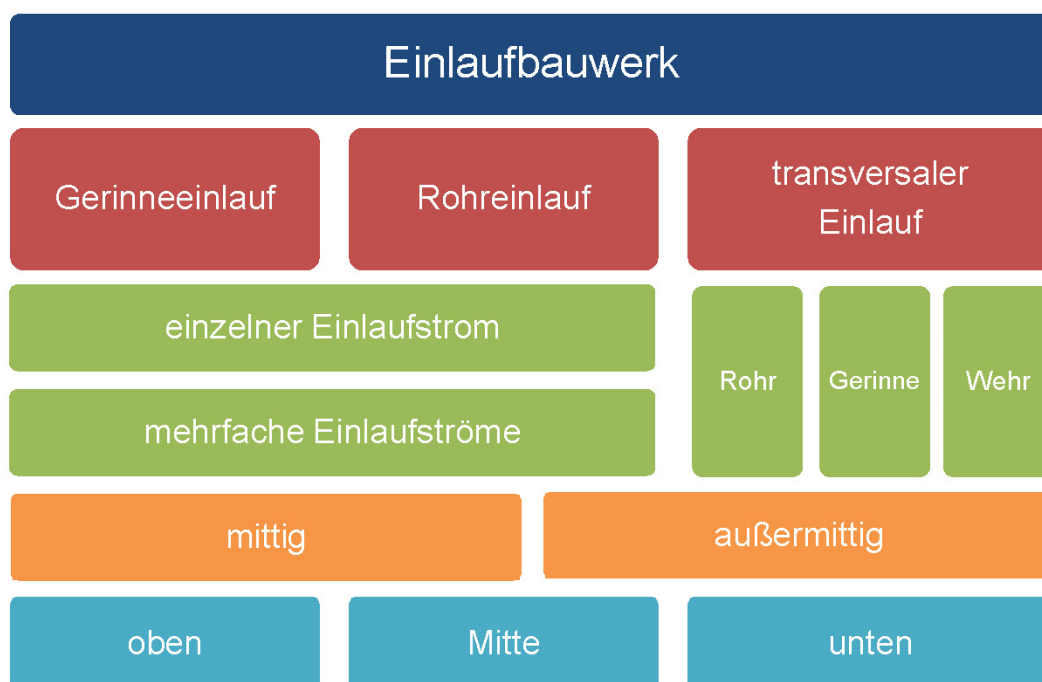 Einlaufbauwerk
Gerinneeinlauf
Rohreinlauf
transversaler
Einlauf
einzelner Einlaufstrom
mehrfache Einlaufströme
Rohr
Gerinne
Wehr
mittig
außermittig
oben
Mitte
unten